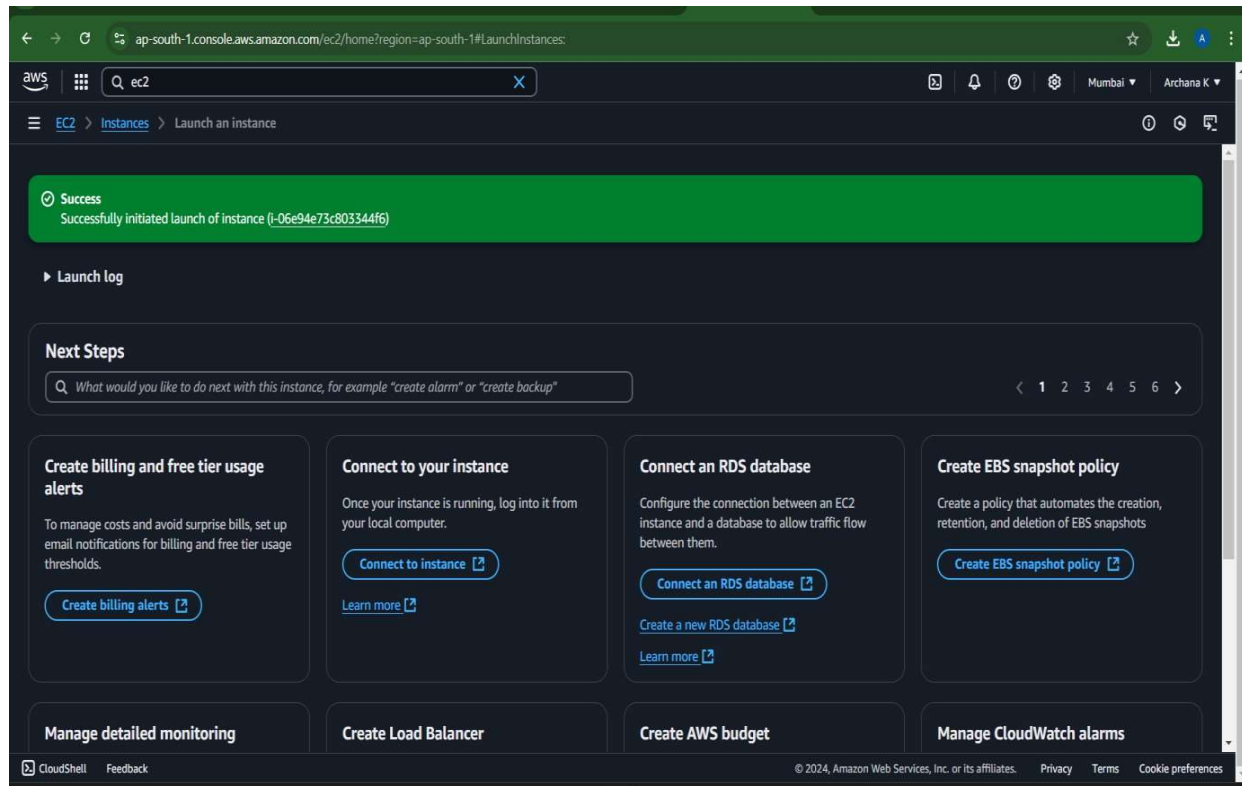 ap-south-1.console.aws.amazon.com/ec2/home?region=ap-south-1#LaunchInstances:
A
aws
ec2
Mumbai
Archana K
EC2 > Instances > Launch an instance
Success
Successfully initiated launch of instance (i-06e94e73c803344f6)
Launch log
Next Steps
What would you like to do next with this instance, for example "create alarm" or "create backup"
1 2 3 4 5 6
Create billing and free tier usage
alerts
To manage costs and avoid surprise bills, set up
email notifications for billing and free tier usage
thresholds.
Create billing alerts
Connect to your instance
Once your instance is running, log into it from
your local computer.
Connect to instance
Learn more
Connect an RDS database
Configure the connection between an EC2
instance and a database to allow traffic flow
between them.
Connect an RDS database
Create a new RDS database
Learn more
Create EBS snapshot policy
Create a policy that automates the creation,
retention, and deletion of EBS snapshots
Create EBS snapshot policy
Manage detailed monitoring
Create Load Balancer
Create AWS budget
Manage CloudWatch alarms
CloudShell
Feedback
© 2024, Amazon Web Services, Inc. or its affiliates.
Privacy
Terms
Cookie preferences